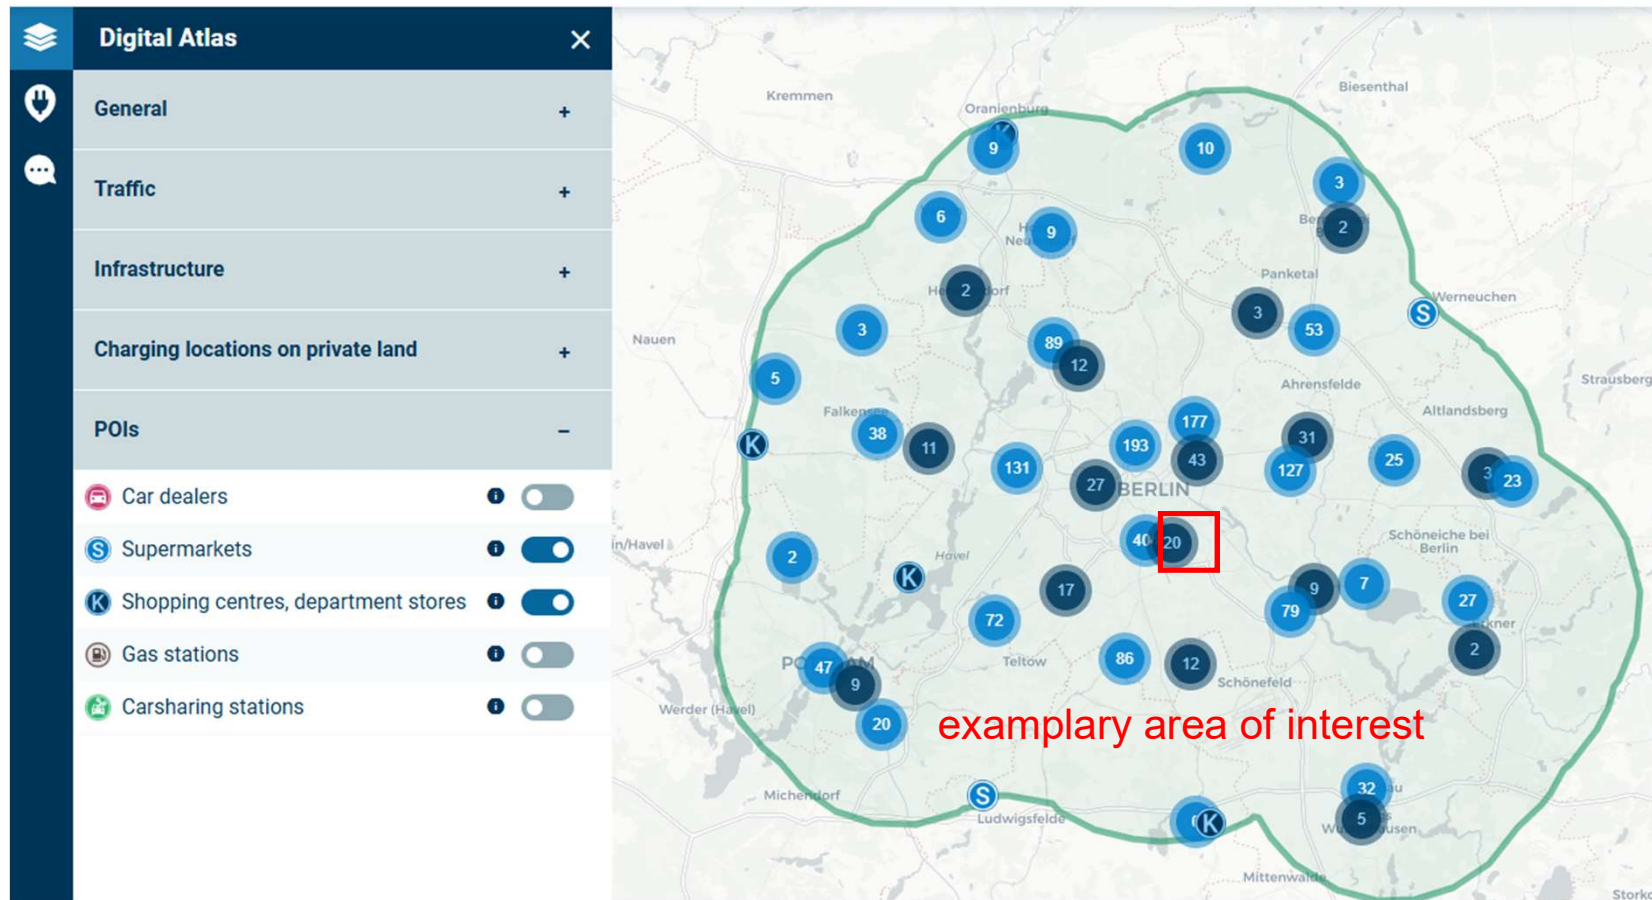 Digital Atlas
General +
Traffic +
Infrastructure +
Charging locations on private land +
POIs –
Car dealers i
S Supermarkets i
K Shopping centres, department stores i
Gas stations i
Carsharing stations i
Biesenthal
Kremmen
Oranienburg
9
10
3
6
9
2
2
Panketal
Werneuchen
3
S
3
53
Nauen
89
12
5
Ahrensfelde
Strausberg
Falkensee
Altlandsberg
177
38
193
31
K
11
43
25
131
127
3
23
27
BERLIN
Schöneiche bei
Berlin
40
20
in/Havel
Havel
2
K
17
9
7
27
79
72
Erkner
86
12
2
Teltow
47
9
Schönefeld
Werder (Havel)
20
examplary area of interest
32
Michendorf
S
Ludwigsfelde
K
5
Mittenwalde